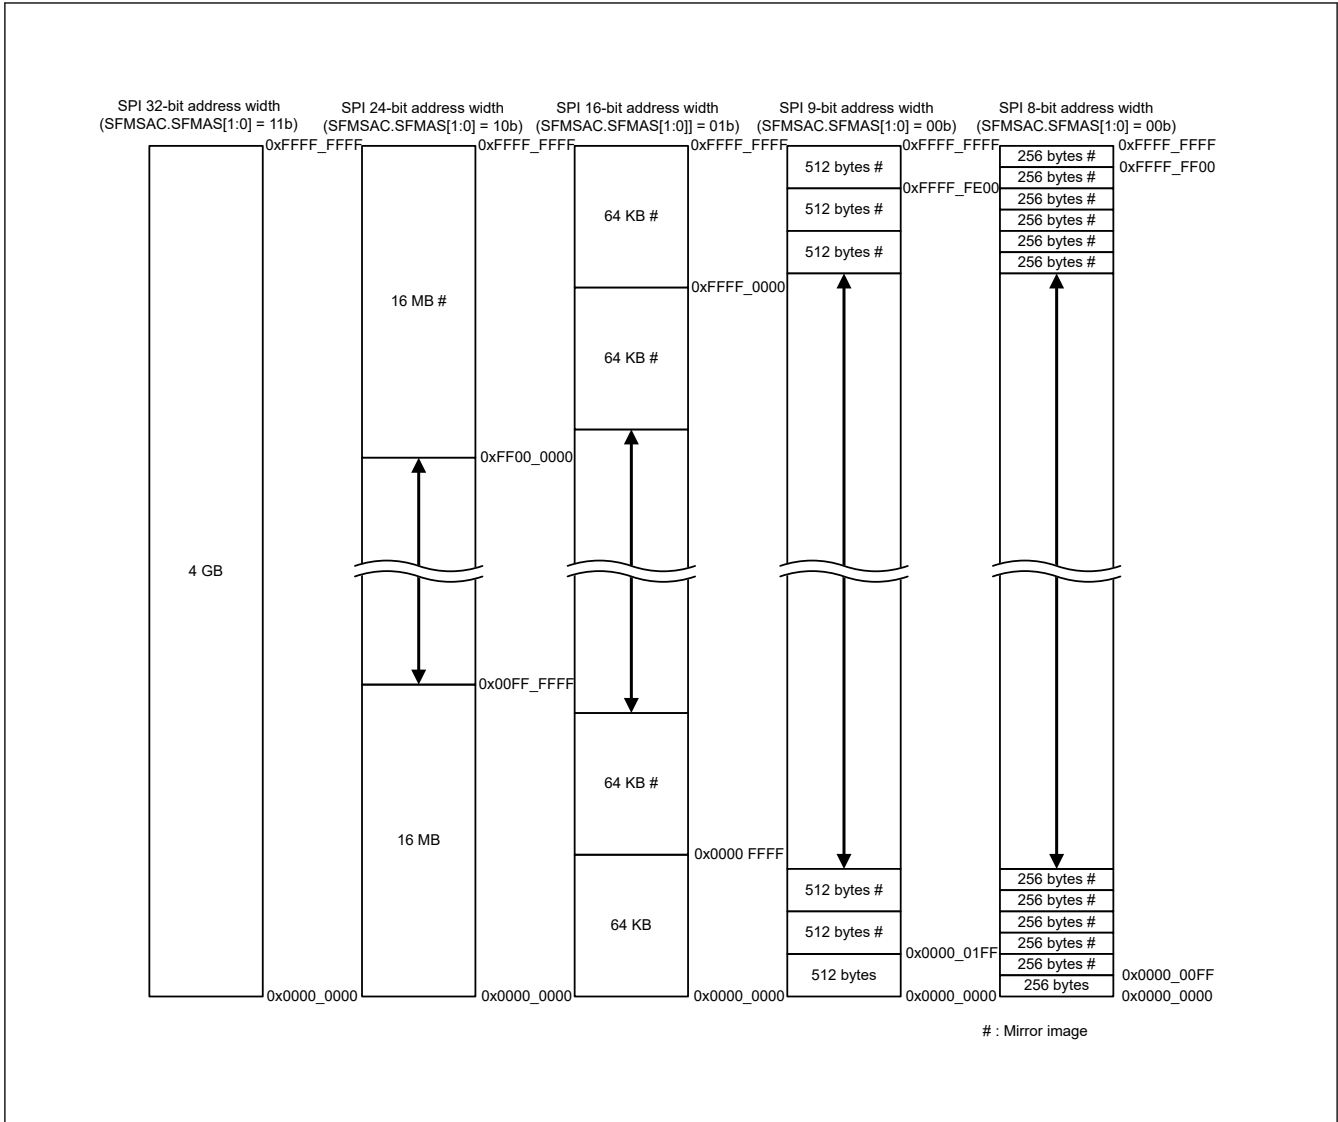 SPI 32-bit address width
(SFMSAC.SFMAS[1:0] = 11b)
0xFFFF_FFFF
4 GB
0x0000_0000
SPI 24-bit address width
(SFMSAC.SFMAS[1:0] = 10b)
0xFFFF_FFFF
16 MB #
0xFF00_0000
0x00FF_FFFF
16 MB
0x0000_0000
SPI 16-bit address width
(SFMSAC.SFMAS[1:0]] = 01b)
0xFFFF_FFFF
64 KB #
0xFFFF_0000
64 KB #
64 KB #
0x0000 FFFF
64 KB
0x0000_0000
SPI 9-bit address width
(SFMSAC.SFMAS[1:0] = 00b)
0xFFFF_FFFF
512 bytes #
0xFFFF_FE00
512 bytes #
512 bytes #
512 bytes #
512 bytes #
0x0000_01FF
512 bytes
0x0000_0000
SPI 8-bit address width
(SFMSAC.SFMAS[1:0] = 00b)
0xFFFF_FFFF
256 bytes #
0xFFFF_FF00
256 bytes #
256 bytes #
256 bytes #
256 bytes #
256 bytes #
256 bytes #
256 bytes #
256 bytes #
256 bytes #
256 bytes #
0x0000_00FF
256 bytes
0x0000_0000
# : Mirror image